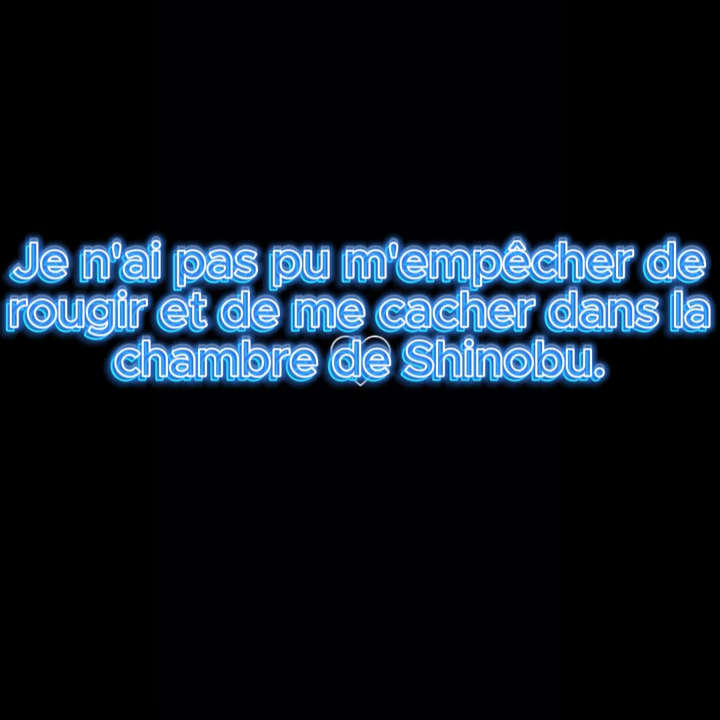 Je n'ai pas pu m'empêcher de
rougir et de me cacher dans la
chambre de Shinobu.